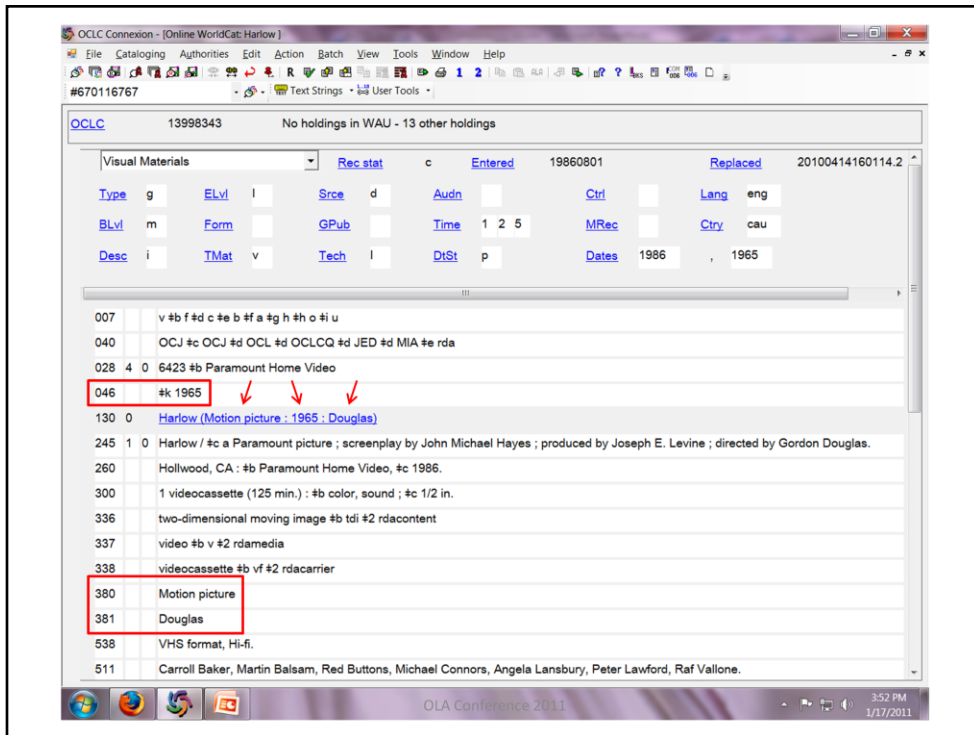 OCLC Connexion - [Online WorldCat: Harlow ]
File Cataloging Authorities Edit Action Batch View Tools Window Help
R 1 2 ?
#670116767 Text Strings User Tools
OCLC 13998343 No holdings in WAU - 13 other holdings
Visual Materials Rec stat c Entered 19860801 Replaced 20100414160114.2
Type g ELvl I Srce d Audn Ctrl Lang eng
BLvl m Form GPub Time 1 2 5 MRec Ctry cau
Desc i TMat v Tech l DtSt p Dates 1986 , 1965
007 v ‡b f ‡d c ‡e b ‡f a ‡g h ‡h o ‡i u
040 OCJ ‡c OCJ ‡d OCL ‡d OCLCQ ‡d JED ‡d MIA ‡e rda
028 4 0 6423 ‡b Paramount Home Video
046 ‡k 1965
130 0 Harlow (Motion picture : 1965 : Douglas)
245 1 0 Harlow / ‡c a Paramount picture ; screenplay by John Michael Hayes ; produced by Joseph E. Levine ; directed by Gordon Douglas.
260 Hollwood, CA : ‡b Paramount Home Video, ‡c 1986.
300 1 videocassette (125 min.) : ‡b color, sound ; ‡c 1/2 in.
336 two-dimensional moving image ‡b tdi ‡2 rdacontent
337 video ‡b v ‡2 rdamedia
338 videocassette ‡b vf ‡2 rdacarrier
380 Motion picture
381 Douglas
538 VHS format, Hi-fi.
511 Carroll Baker, Martin Balsam, Red Buttons, Michael Connors, Angela Lansbury, Peter Lawford, Raf Vallone.
OLA Conference 2011
3:52 PM
1/17/2011